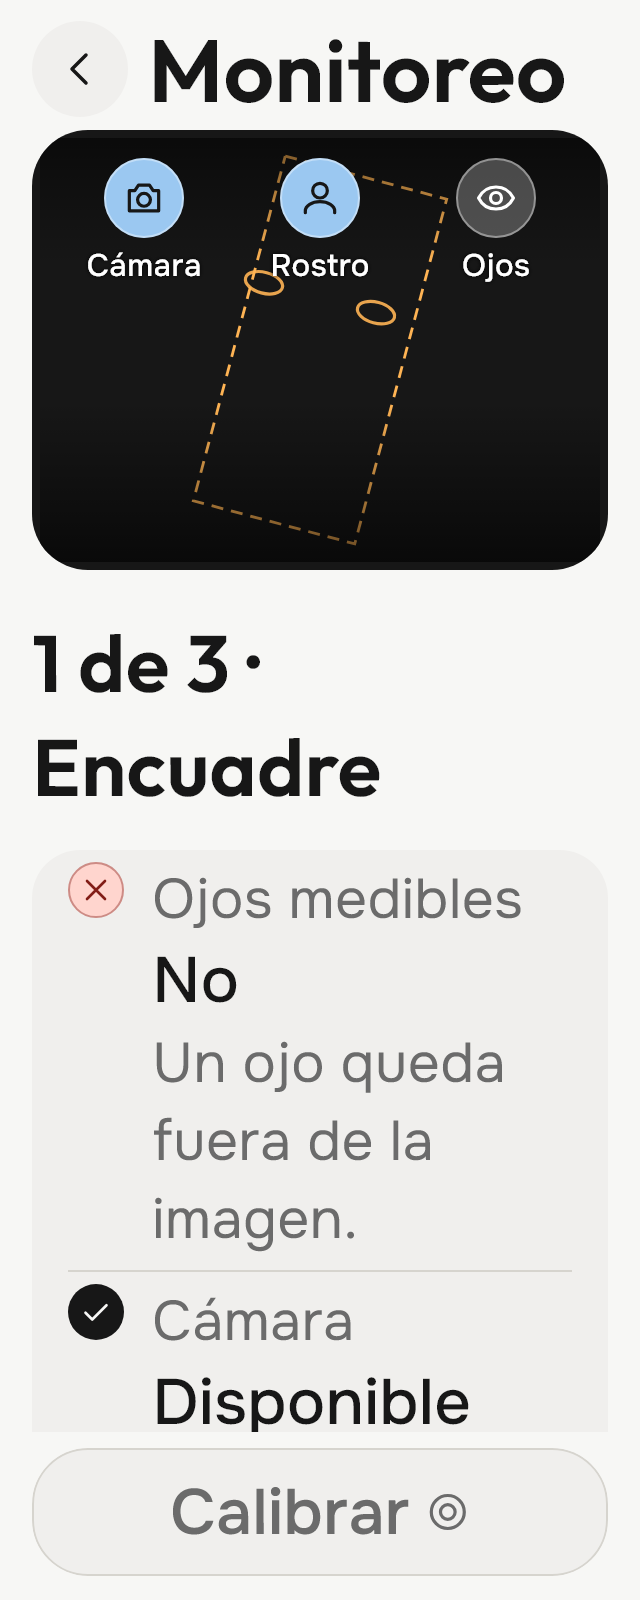 Monitoreo
Cámara
Rostro
Ojos
1 de 3 ·
Encuadre
Ojos medibles
No
Un ojo queda
fuera de la
imagen.
Cámara
Disponible
Calibrar